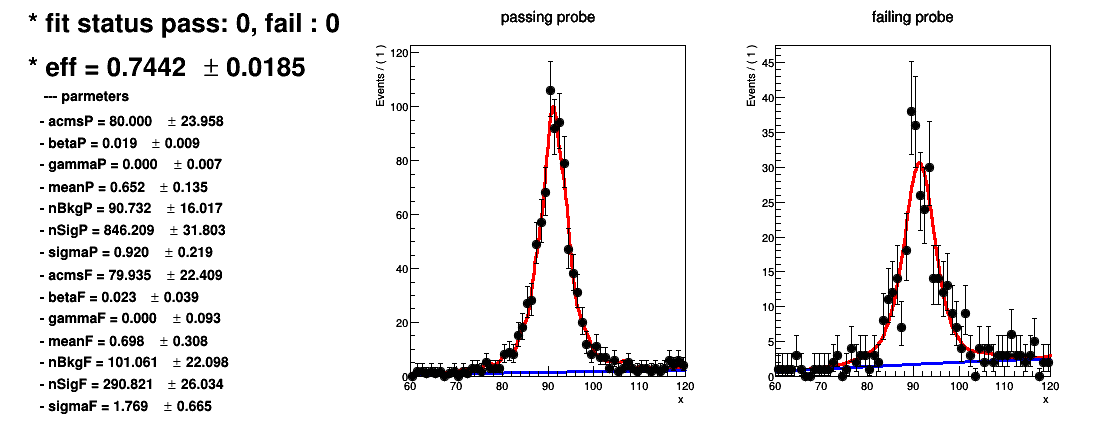 * fit status pass: 0, fail : 0
* eff = 0.7442 ± 0.0185
--- parmeters
- acmsP = 80.000 ± 23.958
- betaP = 0.019 ± 0.009
- gammaP = 0.000 ± 0.007
- meanP = 0.652 ± 0.135
- nBkgP = 90.732 ± 16.017
- nSigP = 846.209 ± 31.803
- sigmaP = 0.920 ± 0.219
- acmsF = 79.935 ± 22.409
- betaF = 0.023 ± 0.039
- gammaF = 0.000 ± 0.093
- meanF = 0.698 ± 0.308
- nBkgF = 101.061 ± 22.098
- nSigF = 290.821 ± 26.034
- sigmaF = 1.769 ± 0.665
passing probe
Events / ( 1 )
120
100
80
60
40
20
0
60 70 80 90 100 110 120
x
failing probe
Events / ( 1 )
45
40
35
30
25
20
15
10
5
0
60 70 80 90 100 110 120
x